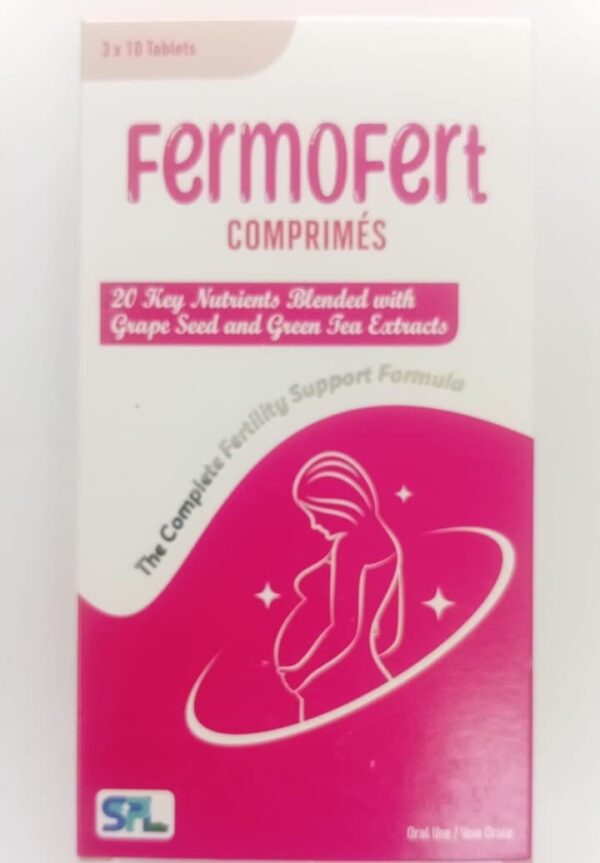 3 x 10 Tablets
Fermofert
COMPRIMÉS
20 Key Nutrients Blended with
Grape Seed and Green Tea Extracts
The Complete Fertility Support Formula
SPL
Oral Use / Voie Orale